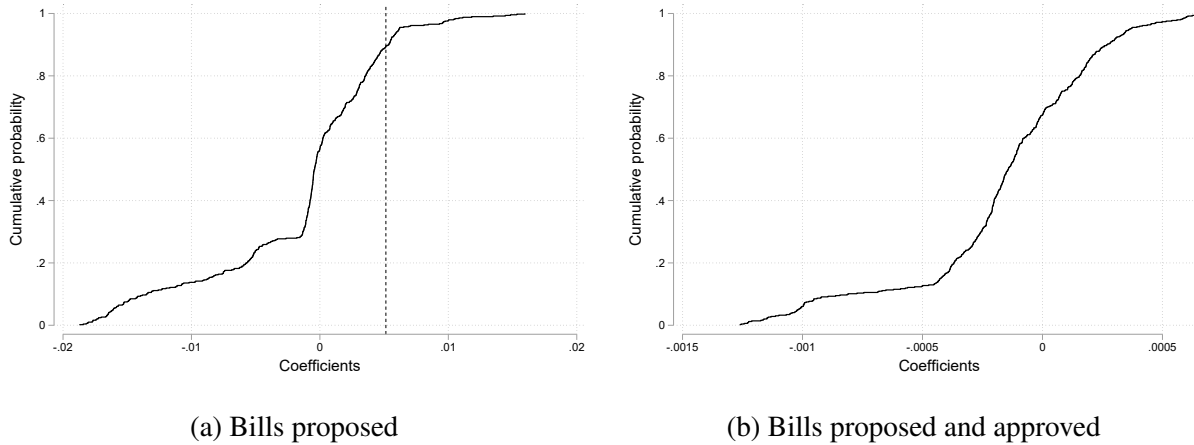 1
.8
.6
.4
.2
0
Cumulative probability
-.02 -.01 0 .01 .02
Coefficients
(a) Bills proposed
1
.8
.6
.4
.2
0
Cumulative probability
-.0015 -.001 -.0005 0 .0005
Coefficients
(b) Bills proposed and approved